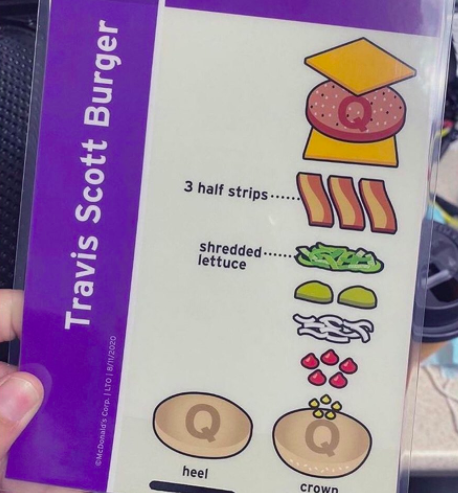 Travis Scott Burger
©McDonald's Corp. | LTO | 8/11/2020
Q
3 half strips
shredded
lettuce
Q
Q
heel
crown